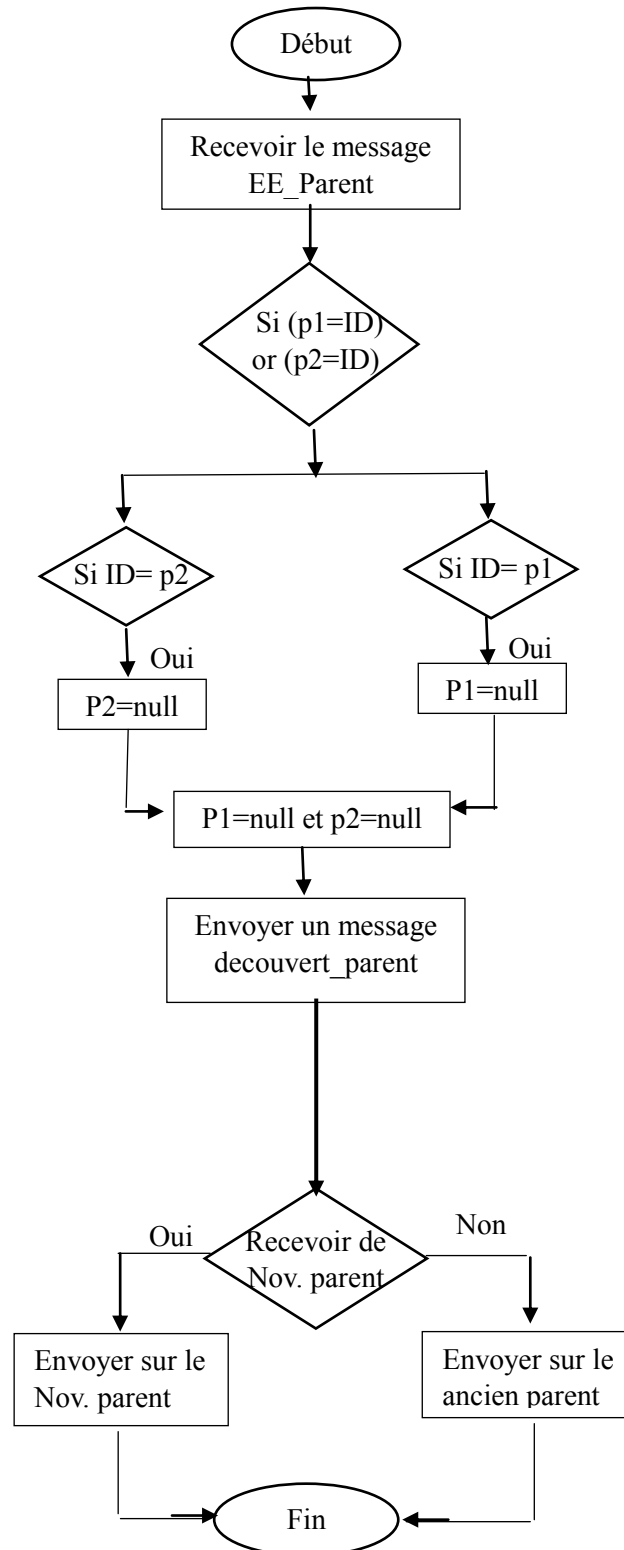 Début
Recevoir le message
EE_Parent
Si (p1=ID)
or (p2=ID)
Si ID= p2
Si ID= p1
Oui
Oui
P2=null
P1=null
P1=null et p2=null
Envoyer un message
decouvert_parent
Oui
Recevoir de
Nov. parent
Non
Envoyer sur le
Nov. parent
Envoyer sur le
ancien parent
Fin